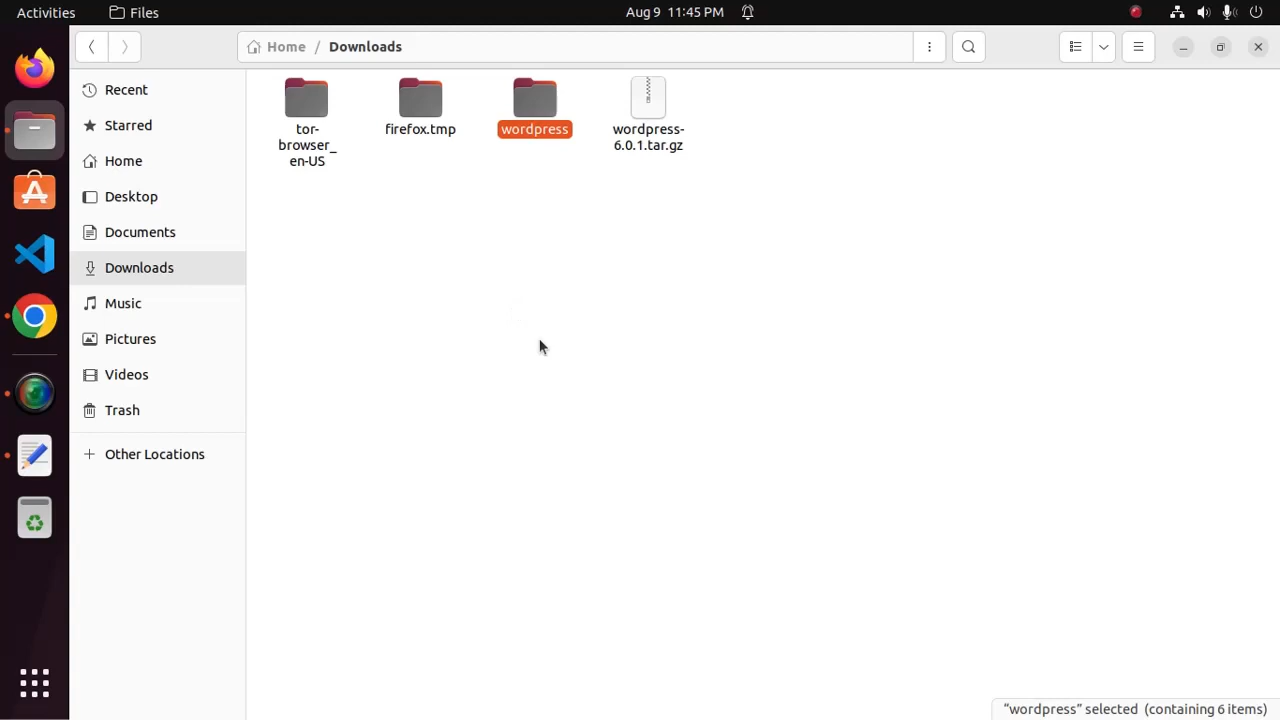 Activities
Files
Aug 9 11:45 PM
Home / Downloads
Recent
Starred
Home
Desktop
Documents
Downloads
Music
Pictures
Videos
Trash
+ Other Locations
tor-
browser_
en-US
firefox.tmp
wordpress
wordpress-
6.0.1.tar.gz
“wordpress” selected (containing 6 items)